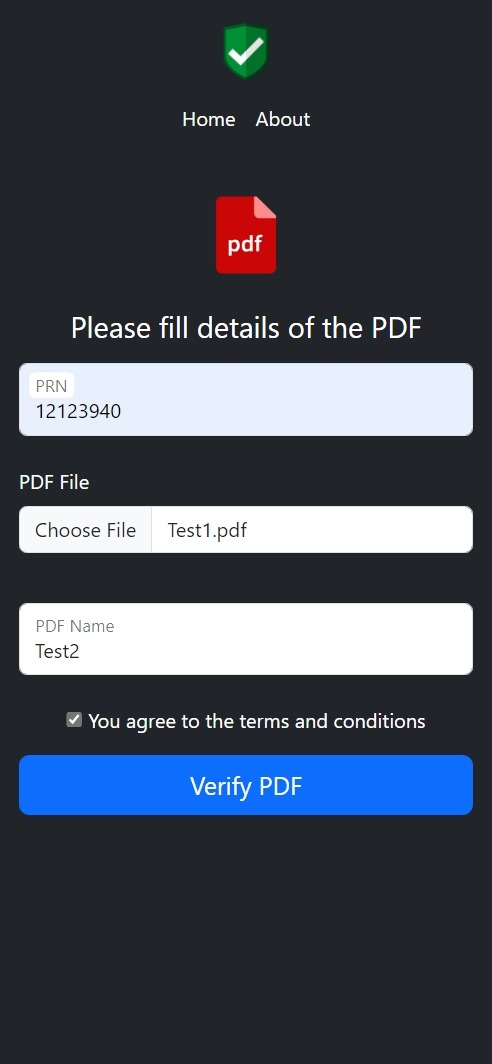 Home About
pdf
Please fill details of the PDF
PRN
12123940
PDF File
Choose File Test1.pdf
PDF Name
Test2
You agree to the terms and conditions
Verify PDF